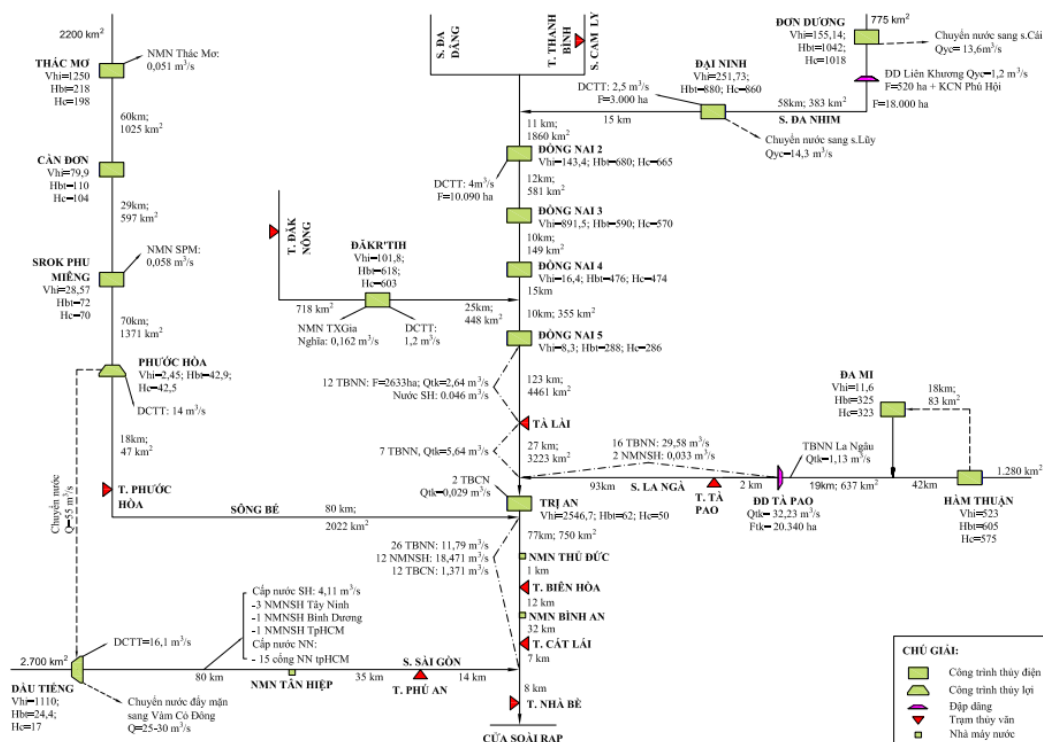 2200 km²
THÁC MƠ
Vhi=1250
Hbt=218
Hc=198
NMN Thác Mơ:
0,051 m³/s
60km;
1025 km²
CẦN ĐƠN
Vhi=79,9
Hbt=110
Hc=104
29km;
597 km²
NMN SPM:
0,058 m³/s
SROK PHU
MIÊNG
Vhi=28,57
Hbt=72
Hc=70
70km;
1371 km²
PHƯỚC HÒA
Vhi=2,45; Hbt=42,9;
Hc=42,5
DCTT: 14 m³/s
18km;
47 km²
T. PHƯỚC
HÒA
Chuyển nước
Q=55 m³/s
SÔNG BÉ
80 km;
2022 km²
S. ĐA
DÂNG
T. THANH
BÌNH
S. CAM LY
ĐƠN DƯƠNG
Vhi=155,14;
Hbt=1042;
Hc=1018
775 km²
Chuyển nước sang s.Cái
Qyc= 13,6m³/s
DD Liên Khương Qyc=1,2 m³/s
F=520 ha + KCN Phú Hội
F=18.000 ha
ĐẠI NINH
Vhi=251,73;
Hbt=880; Hc=860
DCTT: 2,5 m³/s
F=3.000 ha
15 km
58km; 383 km²
S. ĐA NHIM
Chuyển nước sang s.Lũy
Qyc=14,3 m³/s
11 km;
1860 km²
ĐỒNG NAI 2
Vhi=143,4; Hbt=680; Hc=665
DCTT: 4m³/s
F=10.090 ha
12km;
581 km²
ĐỒNG NAI 3
Vhi=891,5; Hbt=590; Hc=570
10km;
149 km²
ĐỒNG NAI 4
Vhi=16,4; Hbt=476; Hc=474
15km
10km; 355 km²
T. ĐĂK
NÔNG
ĐĂKR'TIH
Vhi=101,8;
Hbt=618;
Hc=603
718 km²
25km;
448 km²
NMN TXGia
Nghĩa: 0,162 m³/s
DCTT:
1,2 m³/s
ĐỒNG NAI 5
Vhi=8,3; Hbt=288; Hc=286
12 TBNN: F=2633ha; Qtk=2,64 m³/s
Nước SH: 0.046 m³/s
123 km;
4461 km²
TÀ LÀI
7 TBNN, Qtk=5,64 m³/s
27 km;
3223 km²
16 TBNN: 29,58 m³/s
2 NMNSH: 0,033 m³/s
ĐA MI
Vhi=11,6
Hbt=325
Hc=323
18km;
83 km²
TBNN La Ngâu
Qtk=1,13 m³/s
1.280 km²
93km
S. LA NGÀ
2 km
19km; 637 km²
42km
T. TÀ
PAO
ĐD TÀ PAO
Qtk= 32,23 m³/s
Ftk= 20.340 ha
HÀM THUẬN
Vhi=523
Hbt=605
Hc=575
2 TBCN
Qtk=0,029 m³/s
TRỊ AN
Vhi=2546,7; Hbt=62; Hc=50
77km; 750 km²
26 TBNN: 11,79 m³/s
12 NMNSH: 18,471 m³/s
12 TBCN: 1,371 m³/s
NMN THỦ ĐỨC
1 km
T. BIÊN HÒA
12 km
NMN BÌNH AN
32 km
T. CÁT LÁI
7 km
Cấp nước SH: 4,11 m³/s
-3 NMNSH Tây Ninh
-1 NMNSH Bình Dương
-1 NMNSH TpHCM
Cấp nước NN:
- 15 cống NN tpHCM
DCTT=16,1 m³/s
2.700 km²
80 km
NMN TÂN HIỆP
35 km
S. SÀI GÒN
T. PHÚ AN
14 km
DẦU TIẾNG
Vhi=1110;
Hbt=24,4;
Hc=17
Chuyển nước đẩy mặn
sang Vàm Cỏ Đông
Q=25-30 m³/s
8 km
T. NHÀ BÈ
CỬA SOÀI RẠP
CHÚ GIẢI:
Công trình thủy điện
Công trình thủy lợi
Đập dâng
Trạm thủy văn
Nhà máy nước